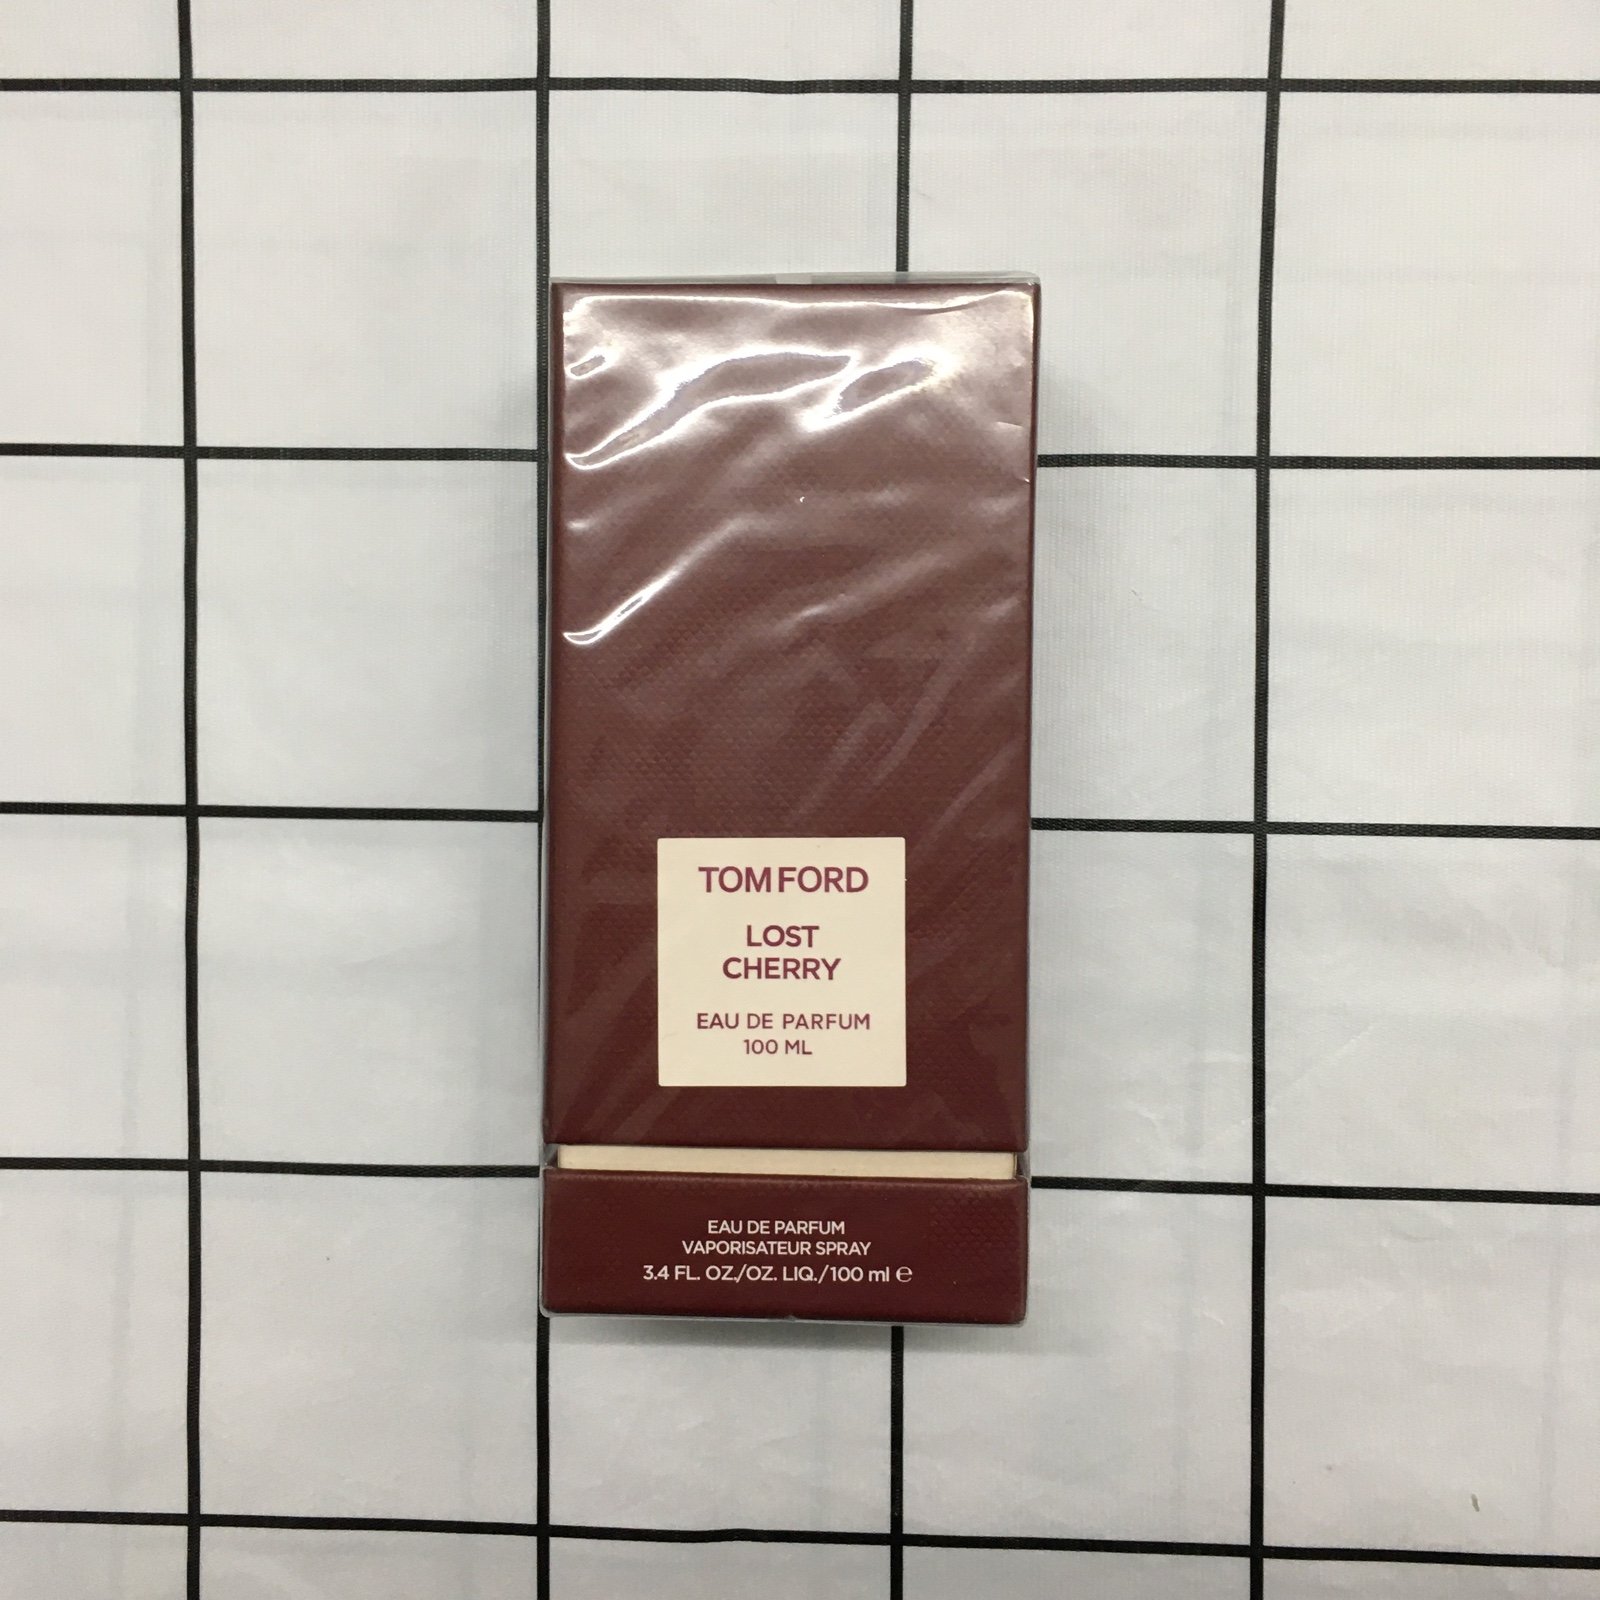 TOM FORD
LOST
CHERRY
EAU DE PARFUM
100 ML
EAU DE PARFUM
VAPORISATEUR SPRAY
3.4 FL. OZ./OZ. LIQ./100 ml ℮